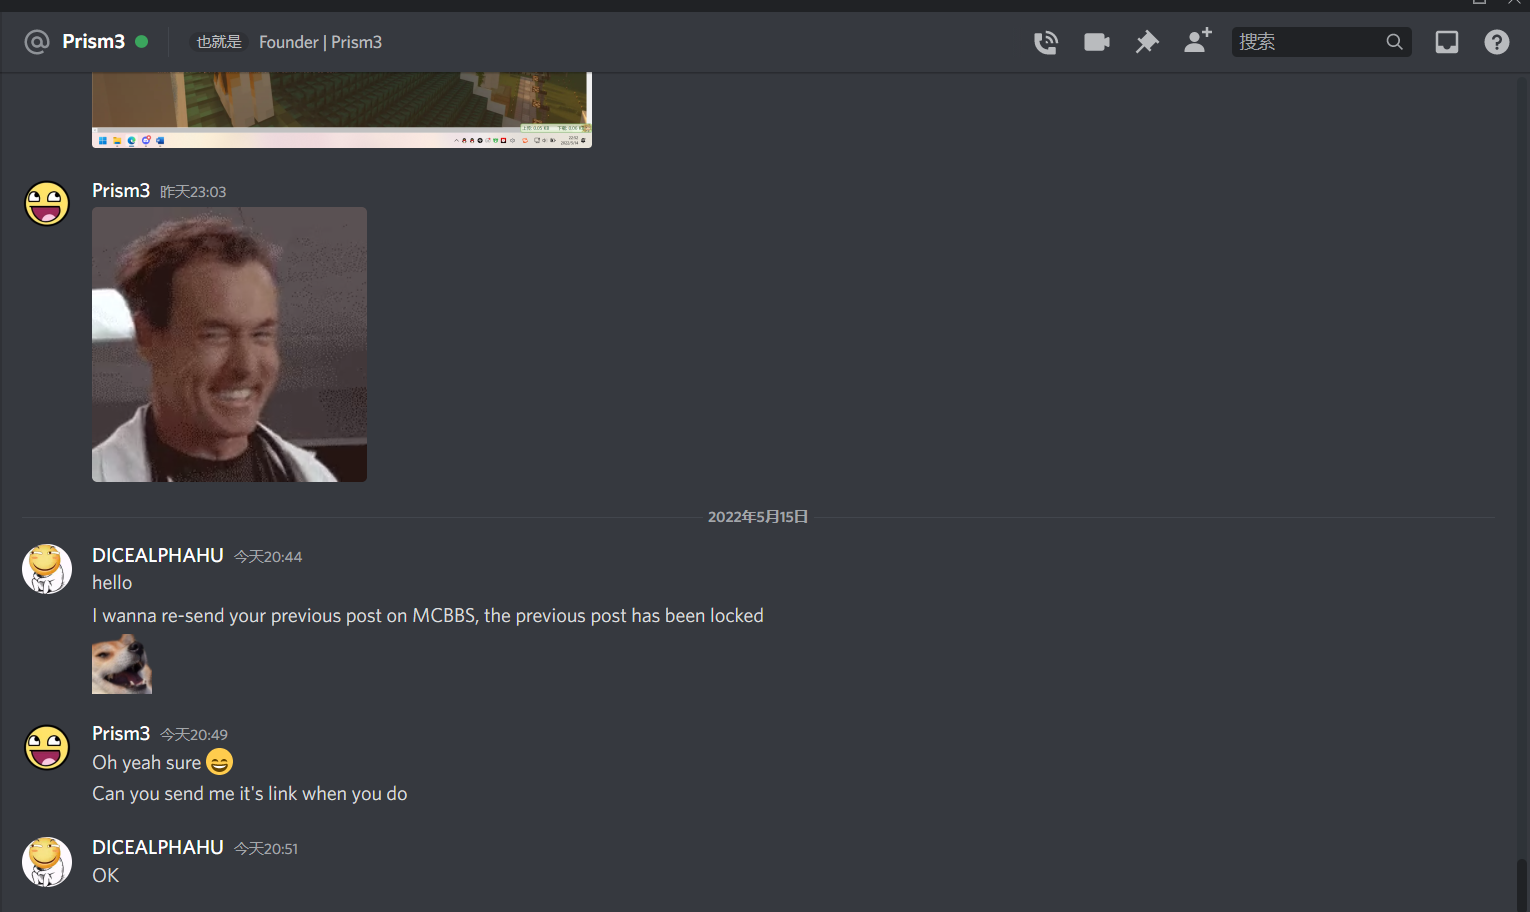 Prism3 也就是 Founder | Prism3 搜索
Prism3 昨天23:03
2022年5月15日
DICEALPHAHU 今天20:44
hello
I wanna re-send your previous post on MCBBS, the previous post has been locked
Prism3 今天20:49
Oh yeah sure 😄
Can you send me it's link when you do
DICEALPHAHU 今天20:51
OK